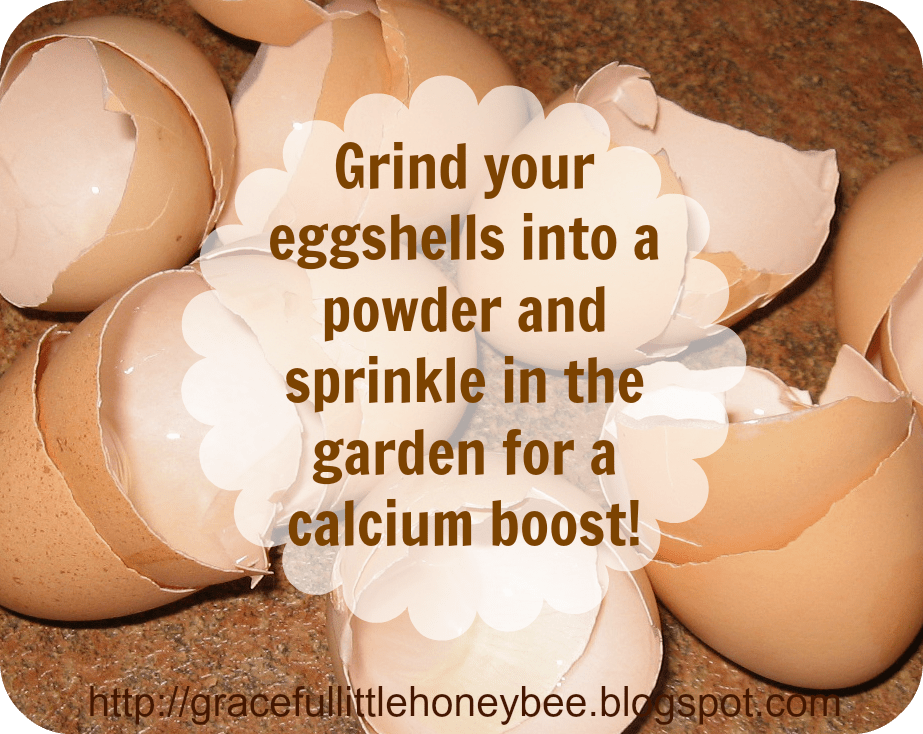 Grind your
eggshells into a
powder and
sprinkle in the
garden for a
calcium boost!
http://gracefullittlehoneybee.blogspot.com